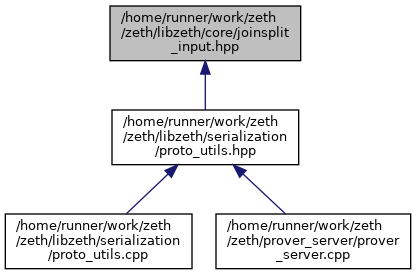 /home/runner/work/zeth
/zeth/libzeth/core/joinsplit
_input.hpp
/home/runner/work/zeth
/zeth/libzeth/serialization
/proto_utils.hpp
/home/runner/work/zeth
/zeth/libzeth/serialization
/proto_utils.cpp
/home/runner/work/zeth
/zeth/prover_server/prover
_server.cpp